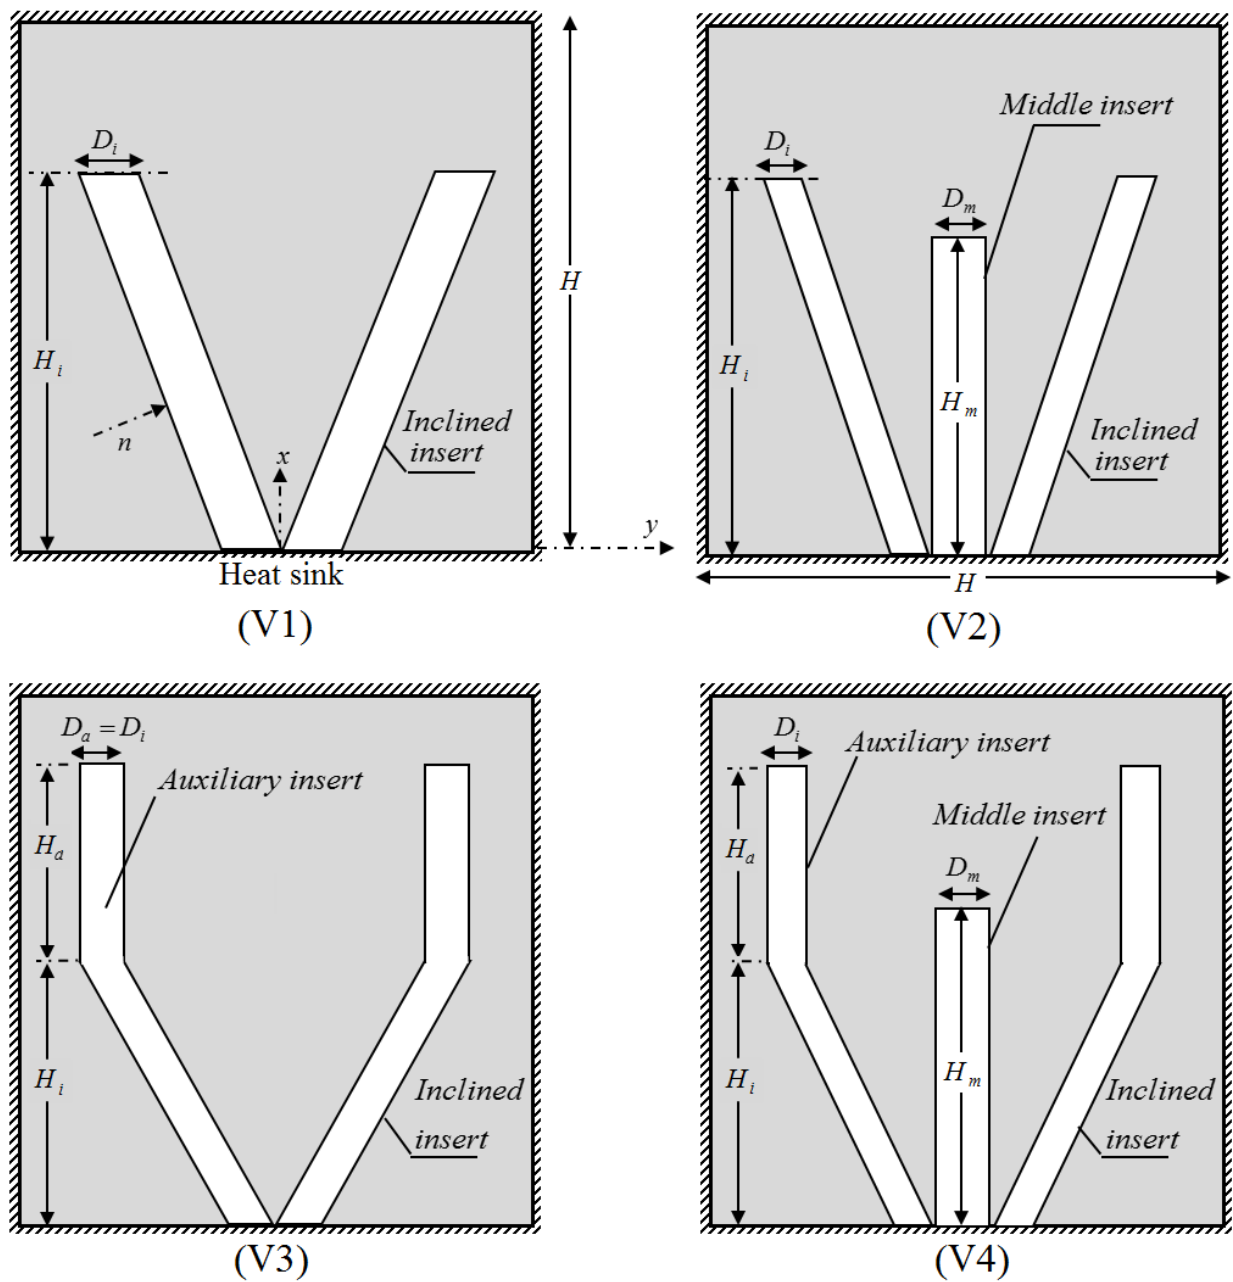 D_i
H
H_i
n
x
Inclined
insert
y
Heat sink
(V1)
Middle insert
D_i
D_m
H_i
H_m
Inclined
insert
H
(V2)
D_a = D_i
Auxiliary insert
H_a
H_i
Inclined
insert
(V3)
D_i
Auxiliary insert
Middle insert
H_a
D_m
H_i
H_m
Inclined
insert
(V4)